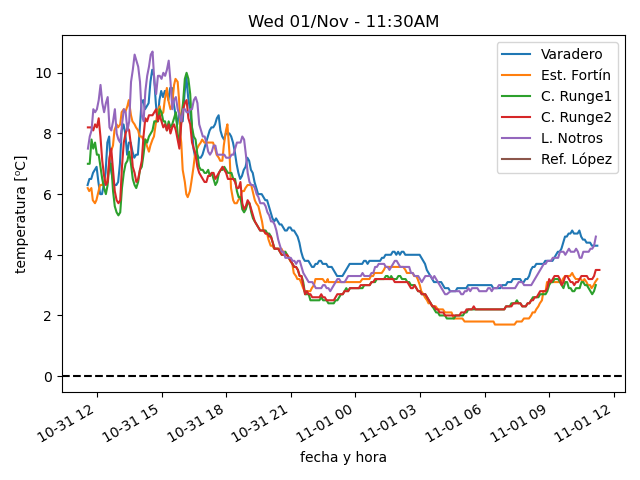 Wed 01/Nov - 11:30AM
temperatura [ºC]
10
8
6
4
2
0
Varadero
Est. Fortín
C. Runge1
C. Runge2
L. Notros
Ref. López
10-31 12
10-31 15
10-31 18
10-31 21
11-01 00
11-01 03
11-01 06
11-01 09
11-01 12
fecha y hora